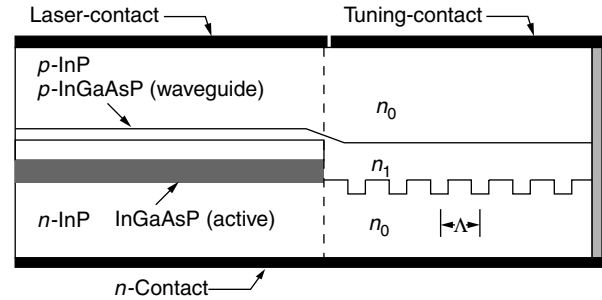 Laser-contact
Tuning-contact
p-InP
p-InGaAsP (waveguide)
n₀
n₁
n-InP
InGaAsP (active)
n₀
Λ
n-Contact